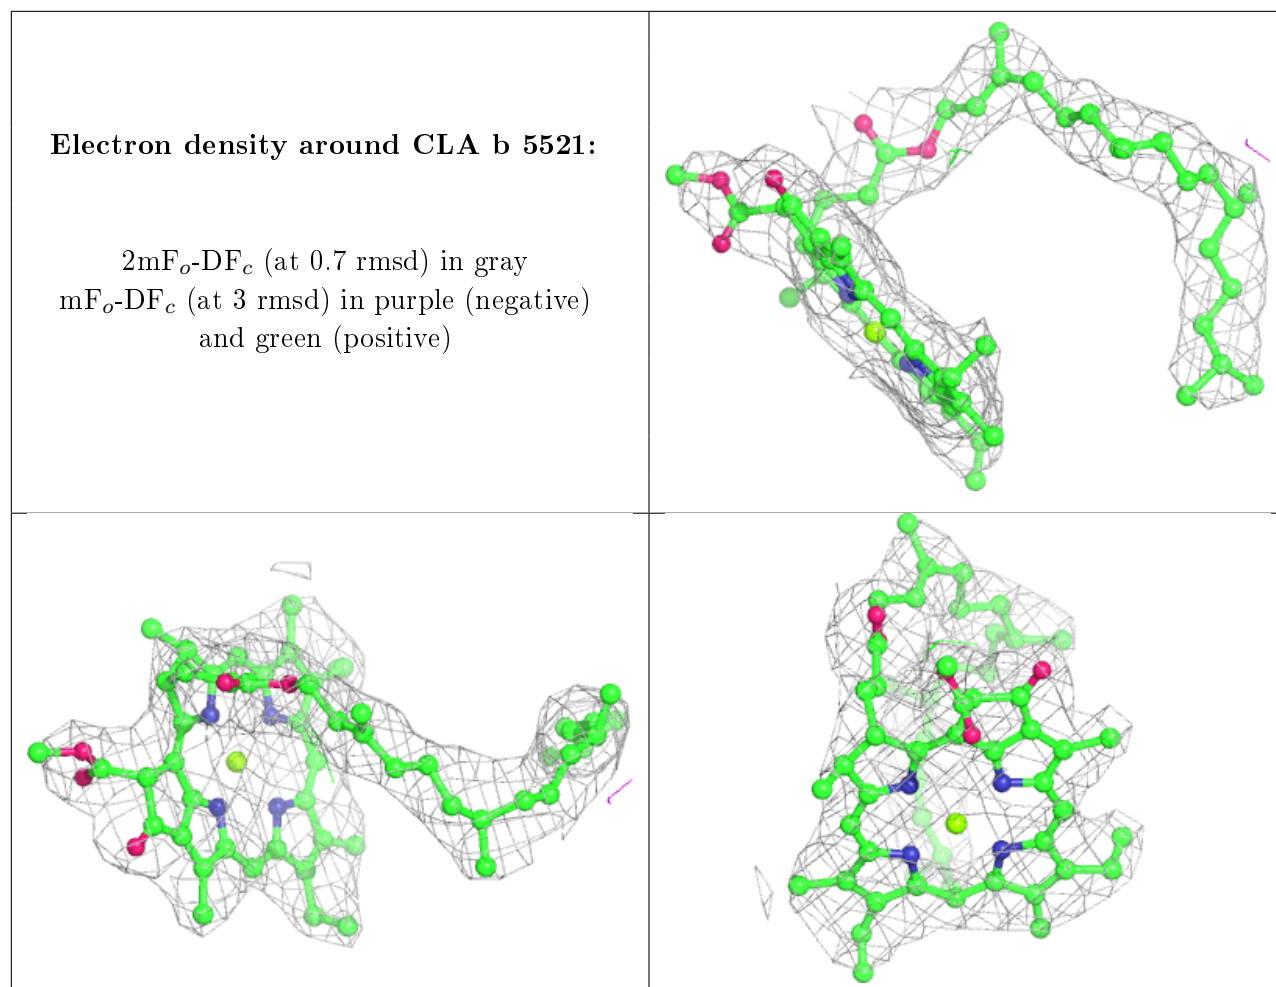 Electron density around CLA b 5521:
2mFo-DFc (at 0.7 rmsd) in gray
mFo-DFc (at 3 rmsd) in purple (negative)
and green (positive)